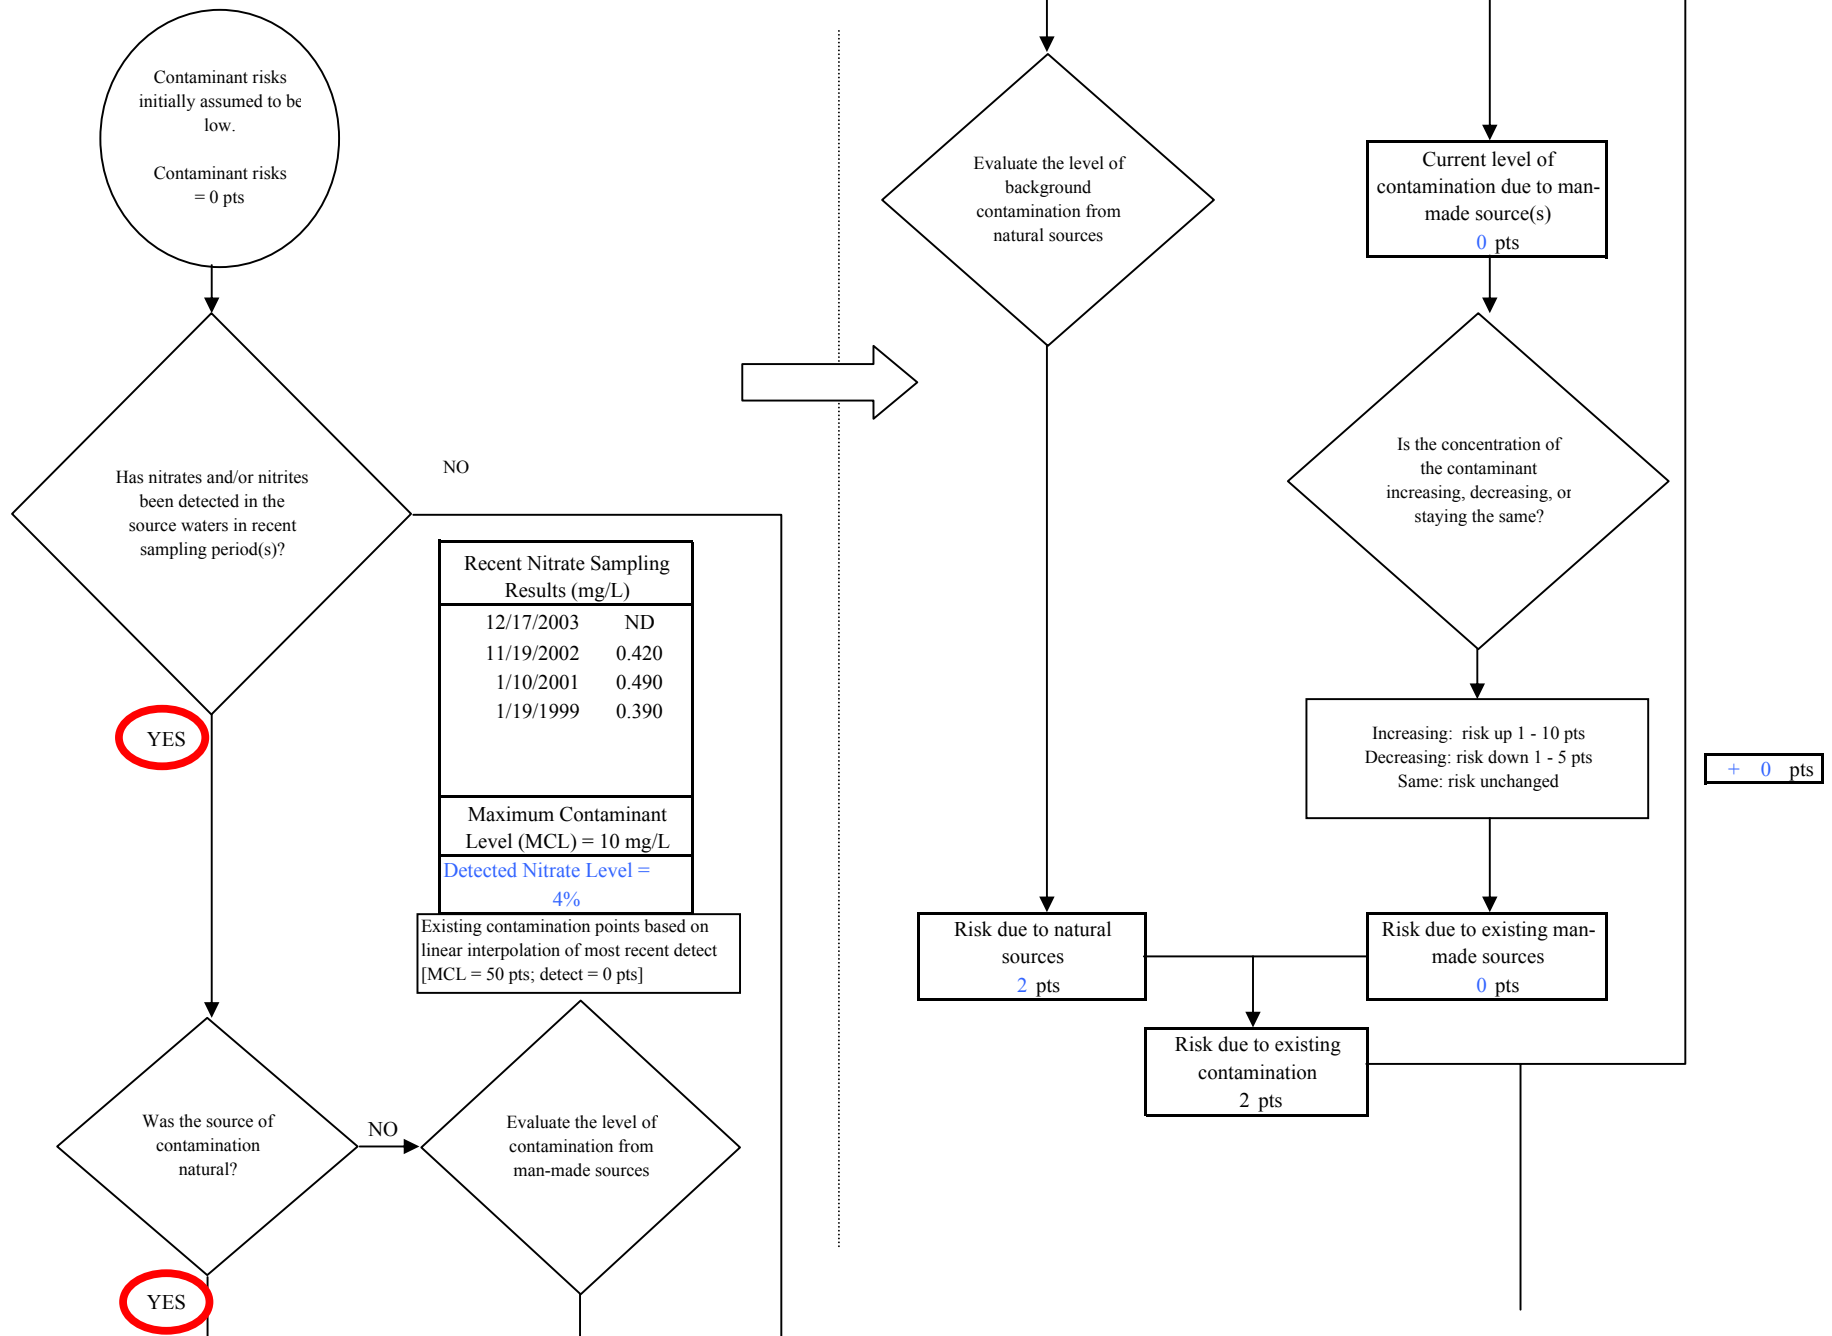 Contaminant risks
initially assumed to be
low.
Contaminant risks
= 0 pts
Has nitrates and/or nitrites
been detected in the
source waters in recent
sampling period(s)?
NO
YES
Recent Nitrate Sampling
Results (mg/L)
12/17/2003 ND
11/19/2002 0.420
1/10/2001 0.490
1/19/1999 0.390
Maximum Contaminant
Level (MCL) = 10 mg/L
Detected Nitrate Level =
4%
Existing contamination points based on
linear interpolation of most recent detect
[MCL = 50 pts; detect = 0 pts]
Was the source of
contamination
natural?
NO
YES
Evaluate the level of
contamination from
man-made sources
Evaluate the level of
background
contamination from
natural sources
Current level of
contamination due to man-
made source(s)
0 pts
Is the concentration of
the contaminant
increasing, decreasing, or
staying the same?
Increasing: risk up 1 - 10 pts
Decreasing: risk down 1 - 5 pts
Same: risk unchanged
+ 0 pts
Risk due to natural
sources
2 pts
Risk due to existing man-
made sources
0 pts
Risk due to existing
contamination
2 pts